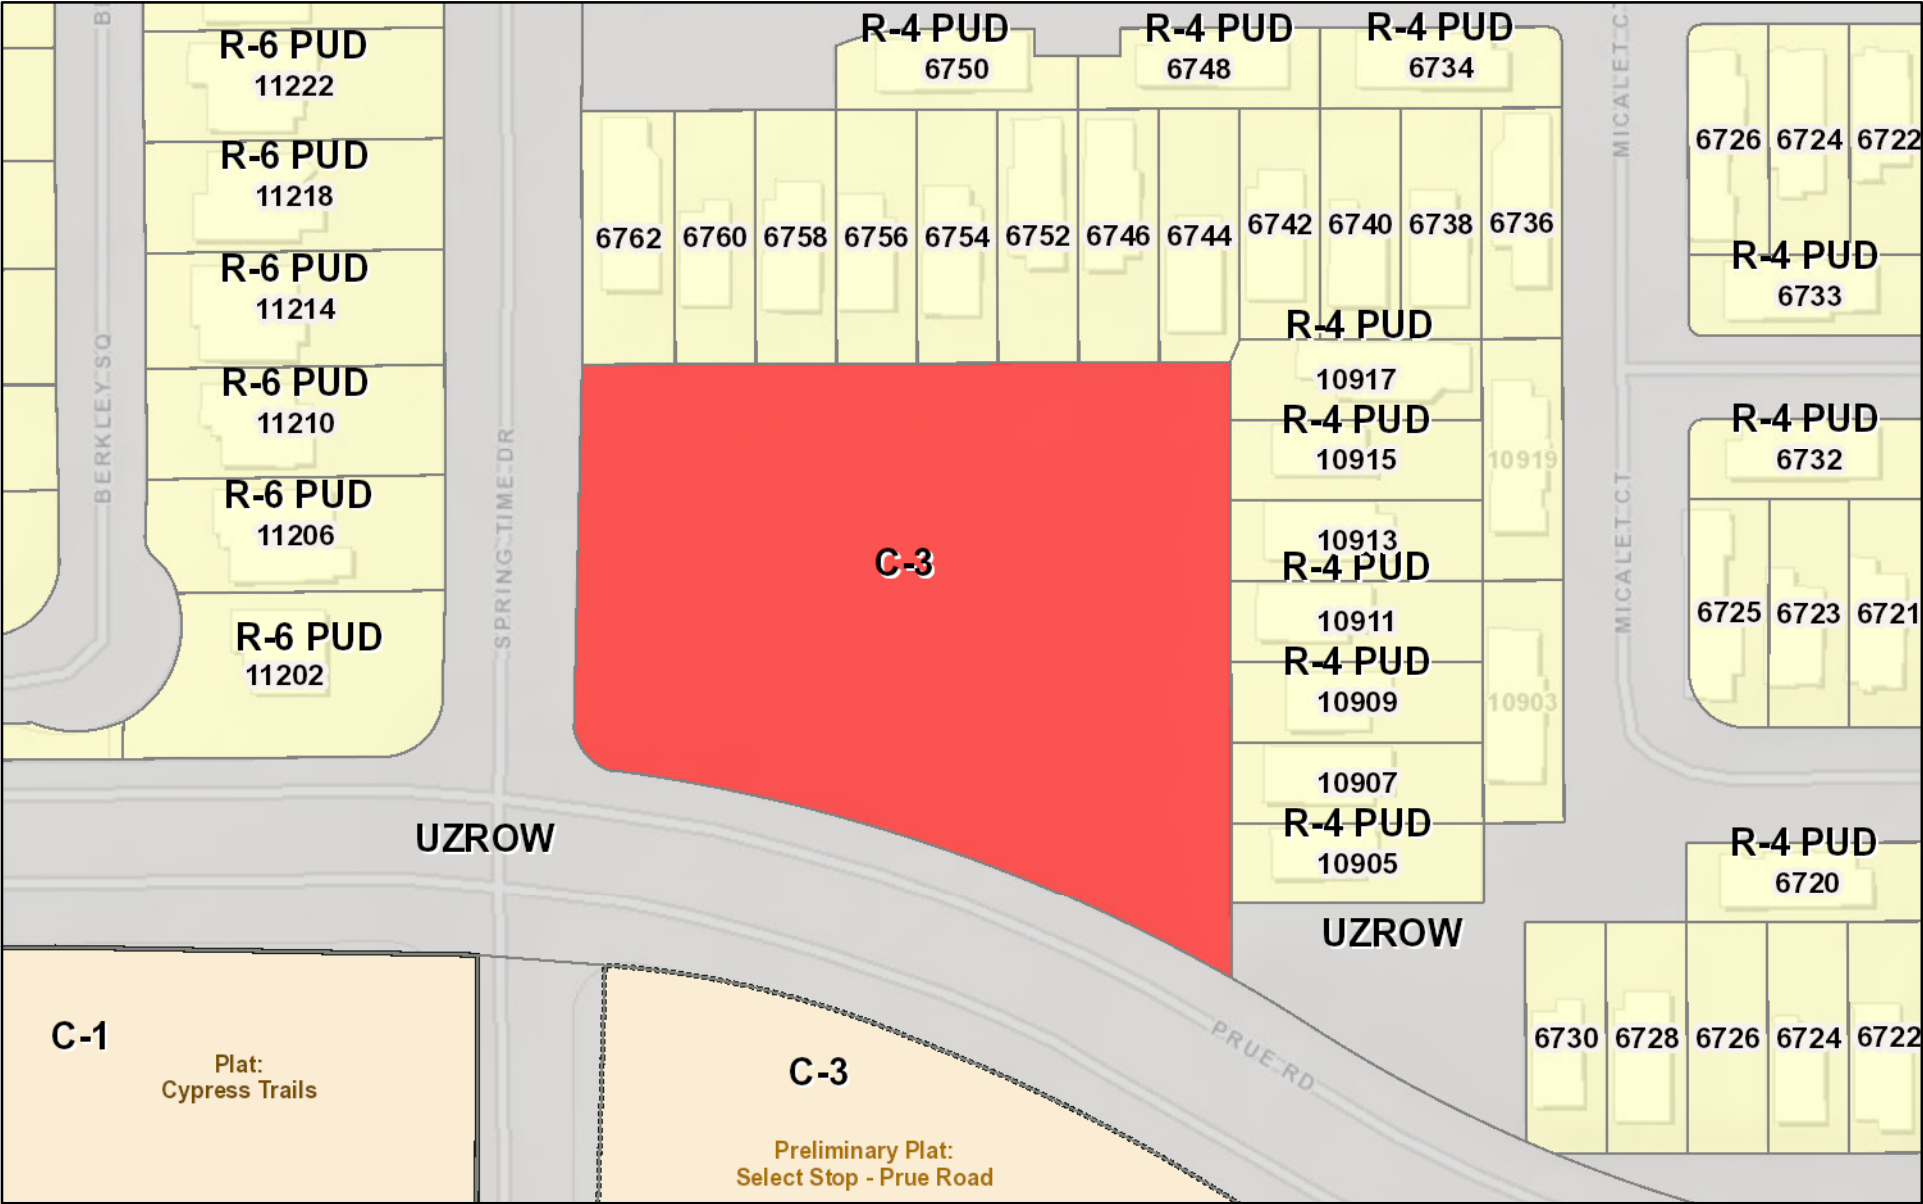 R-6 PUD
11222
R-6 PUD
11218
R-6 PUD
11214
R-6 PUD
11210
R-6 PUD
11206
R-6 PUD
11202
BERKLEY SQ
SPRINGTIME DR
R-4 PUD
6750
R-4 PUD
6748
R-4 PUD
6734
6762
6760
6758
6756
6754
6752
6746
6744
6742
6740
6738
6736
MICALET CT
6726
6724
6722
R-4 PUD
6733
R-4 PUD
10917
R-4 PUD
10915
10913
R-4 PUD
10911
R-4 PUD
10909
10907
R-4 PUD
10905
10919
10903
MICALET CT
R-4 PUD
6732
6725
6723
6721
C-3
UZROW
UZROW
R-4 PUD
6720
6730
6728
6726
6724
6722
PRUE RD
C-1
Plat:
Cypress Trails
C-3
Preliminary Plat:
Select Stop - Prue Road